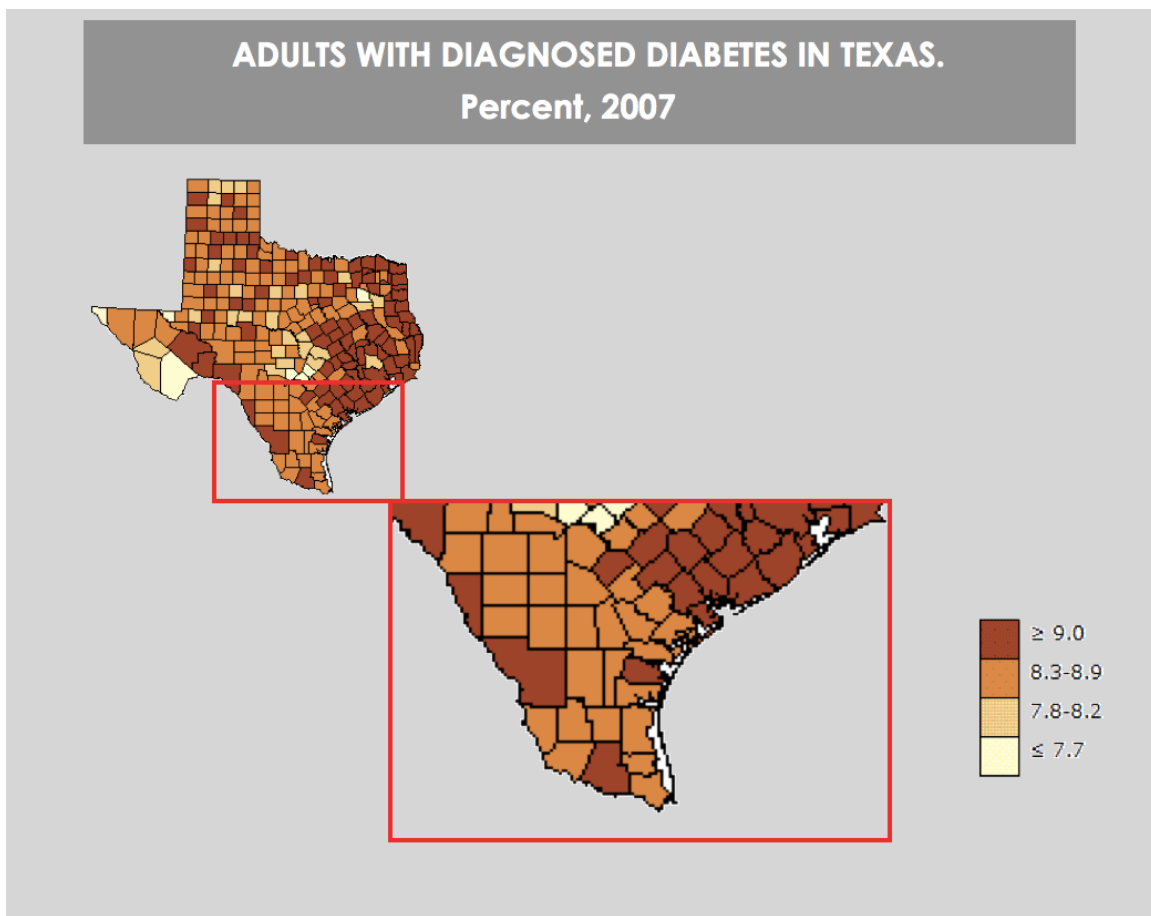 ADULTS WITH DIAGNOSED DIABETES IN TEXAS.
Percent, 2007
≥ 9.0
8.3-8.9
7.8-8.2
≤ 7.7